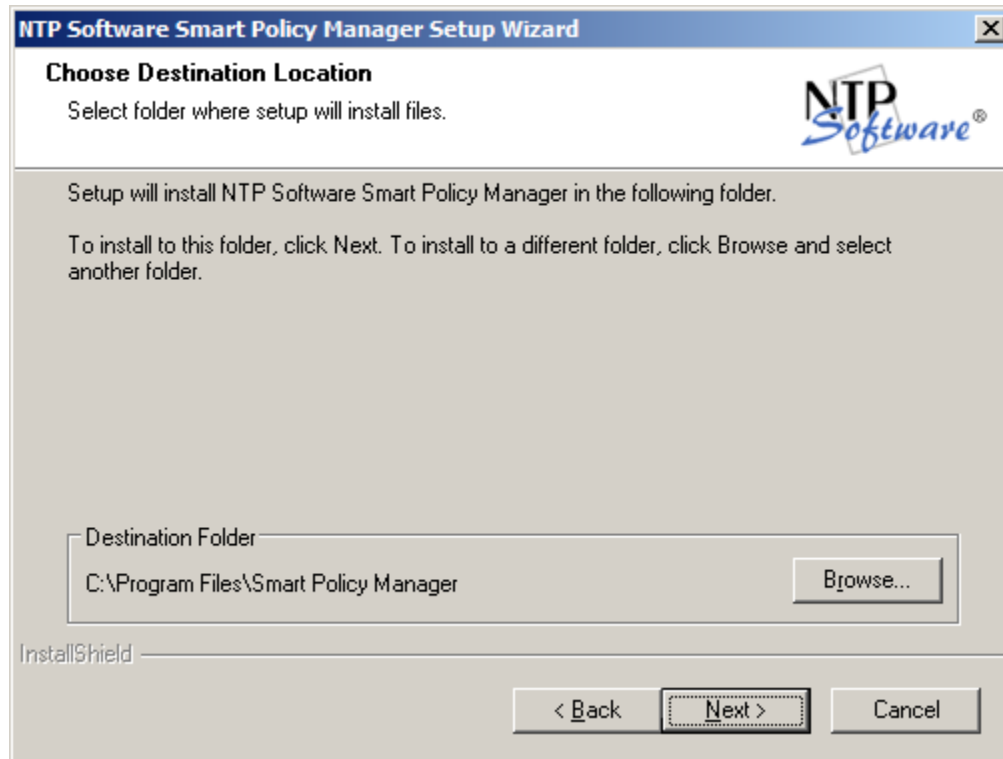 NTP Software Smart Policy Manager Setup Wizard
Choose Destination Location
Select folder where setup will install files.
NTP
Software®
Setup will install NTP Software Smart Policy Manager in the following folder.
To install to this folder, click Next. To install to a different folder, click Browse and select
another folder.
Destination Folder
C:\Program Files\Smart Policy Manager
Browse...
InstallShield
< Back
Next >
Cancel